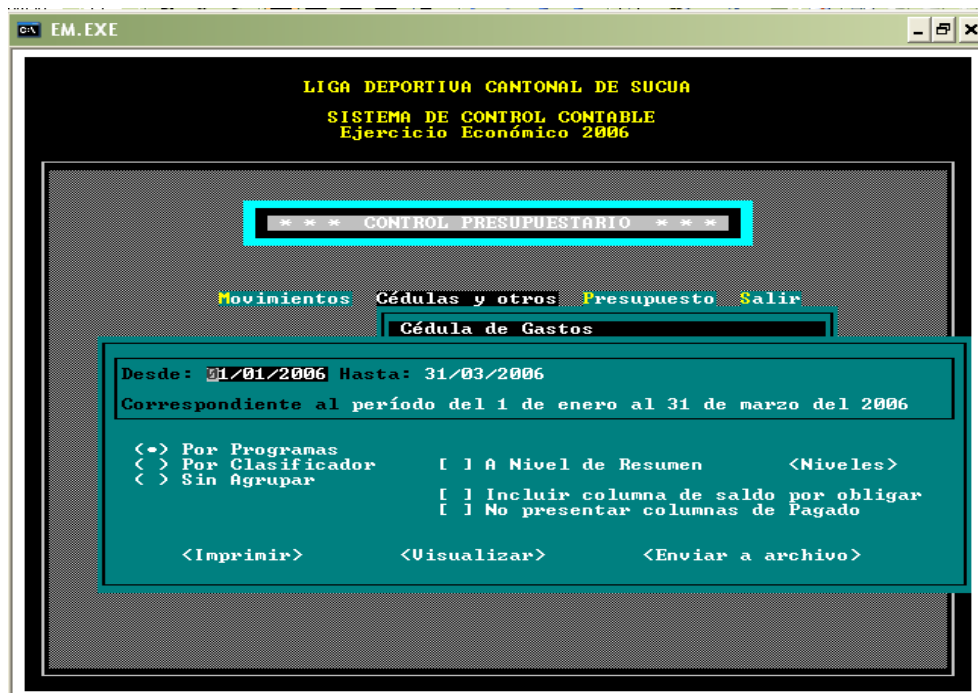 EM.EXE
LIGA DEPORTIVA CANTONAL DE SUCUA
SISTEMA DE CONTROL CONTABLE
Ejercicio Económico 2006
* * * CONTROL PRESUPUESTARIO * * *
Movimientos Cédulas y otros Presupuesto Salir
Cédula de Gastos
Desde: 01/01/2006 Hasta: 31/03/2006
Correspondiente al período del 1 de enero al 31 de marzo del 2006
(•) Por Programas
( ) Por Clasificador [ ] A Nivel de Resumen <Niveles>
( ) Sin Agrupar
[ ] Incluir columna de saldo por obligar
[ ] No presentar columnas de Pagado
<Imprimir> <Visualizar> <Enviar a archivo>